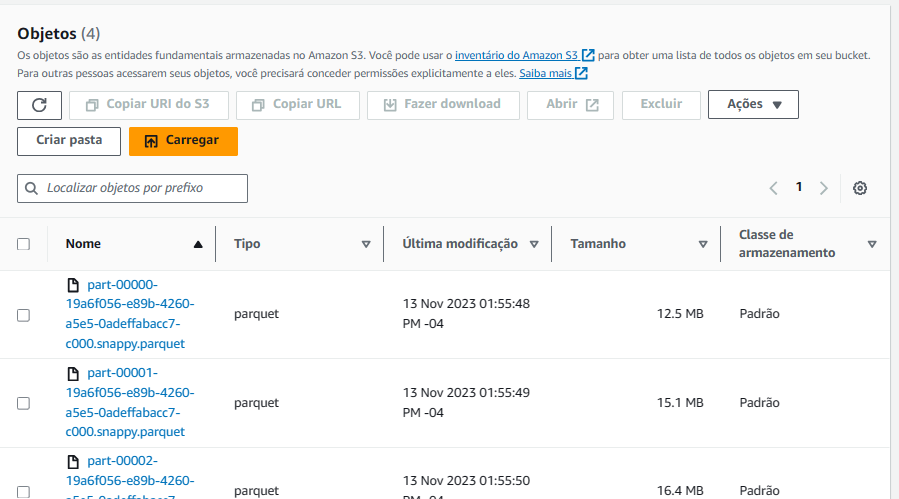 Objetos (4)
Os objetos são as entidades fundamentais armazenadas no Amazon S3. Você pode usar o inventário do Amazon S3 para obter uma lista de todos os objetos em seu bucket.
Para outras pessoas acessarem seus objetos, você precisará conceder permissões explicitamente a eles. Saiba mais
Copiar URI do S3 Copiar URL Fazer download Abrir Excluir Ações
Criar pasta Carregar
Localizar objetos por prefixo 1
Nome Tipo Última modificação Tamanho Classe de
armazenamento
part-00000-
19a6f056-e89b-4260-
a5e5-0adeffabacc7-
c000.snappy.parquet
parquet
13 Nov 2023 01:55:48
PM -04
12.5 MB
Padrão
part-00001-
19a6f056-e89b-4260-
a5e5-0adeffabacc7-
c000.snappy.parquet
parquet
13 Nov 2023 01:55:49
PM -04
15.1 MB
Padrão
part-00002-
19a6f056-e89b-4260-
a5e5-0adeffabacc7-
parquet
13 Nov 2023 01:55:50
PM -04
16.4 MB
Padrão